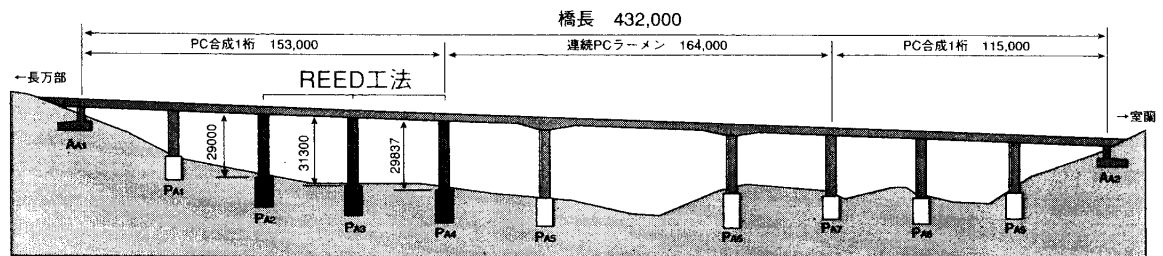 橋長 432,000
PC合成I桁 153,000
連続PCラーメン 164,000
PC合成I桁 115,000
REED工法
←長万部
→室蘭
29000
31300
29837
AA1
PA1
PA2
PA3
PA4
PA5
PA6
PA7
PA8
PA9
AA2